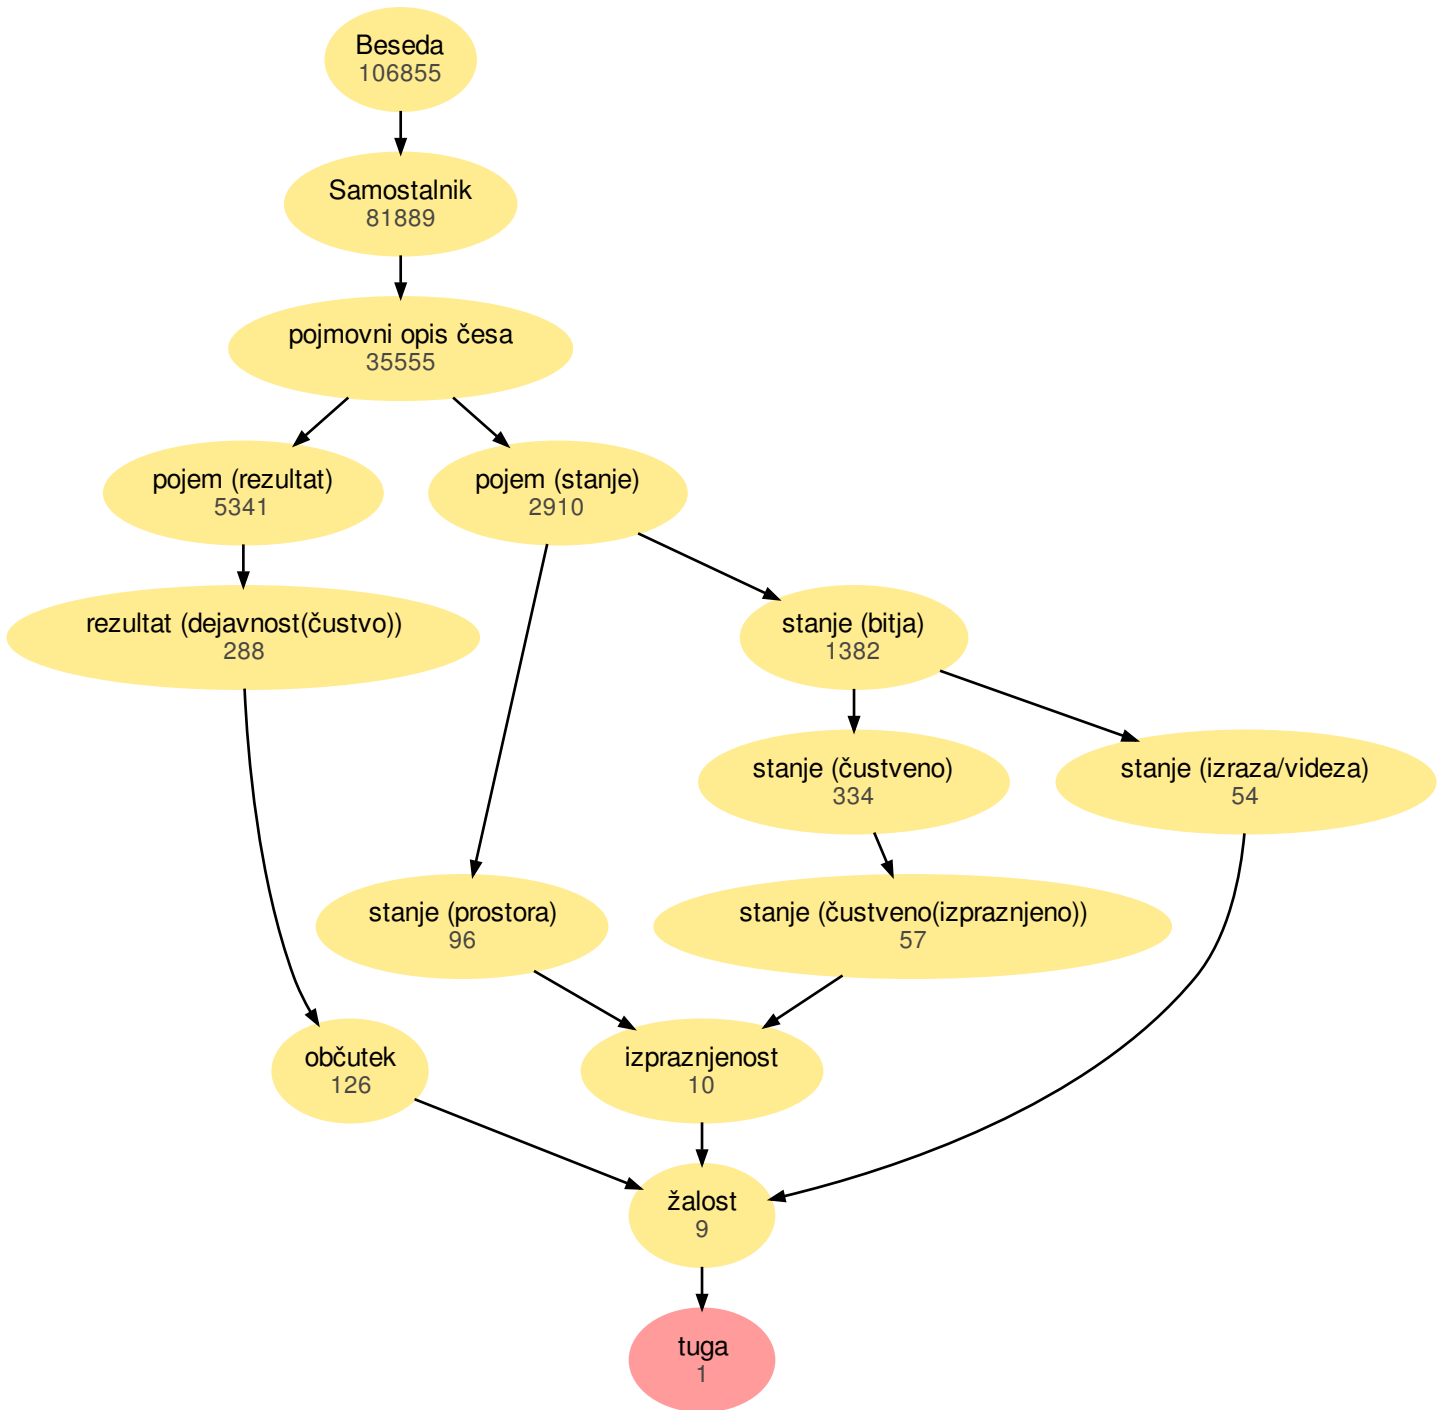 Beseda
106855
Samostalnik
81889
pojmovni opis česa
35555
pojem (rezultat)
5341
pojem (stanje)
2910
rezultat (dejavnost(čustvo))
288
stanje (bitja)
1382
stanje (čustveno)
334
stanje (izraza/videza)
54
stanje (prostora)
96
stanje (čustveno(izpraznjeno))
57
občutek
126
izpraznjenost
10
žalost
9
tuga
1